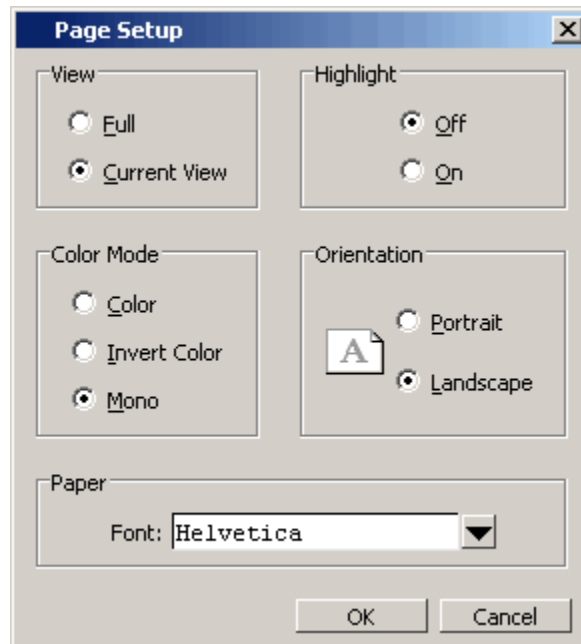 Page Setup
View
Full
Current View
Highlight
Off
On
Color Mode
Color
Invert Color
Mono
Orientation
A
Portrait
Landscape
Paper
Font: Helvetica
OK Cancel